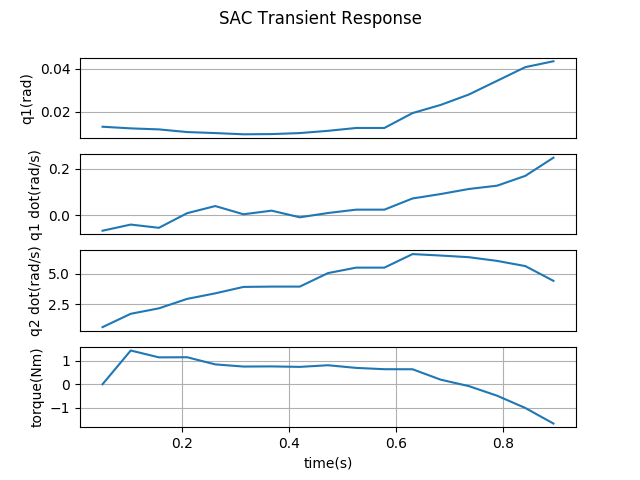 SAC Transient Response
q1(rad)
0.04
0.02
q1 dot(rad/s)
0.2
0.0
q2 dot(rad/s)
5.0
2.5
torque(Nm)
1
0
−1
0.2 0.4 0.6 0.8
time(s)